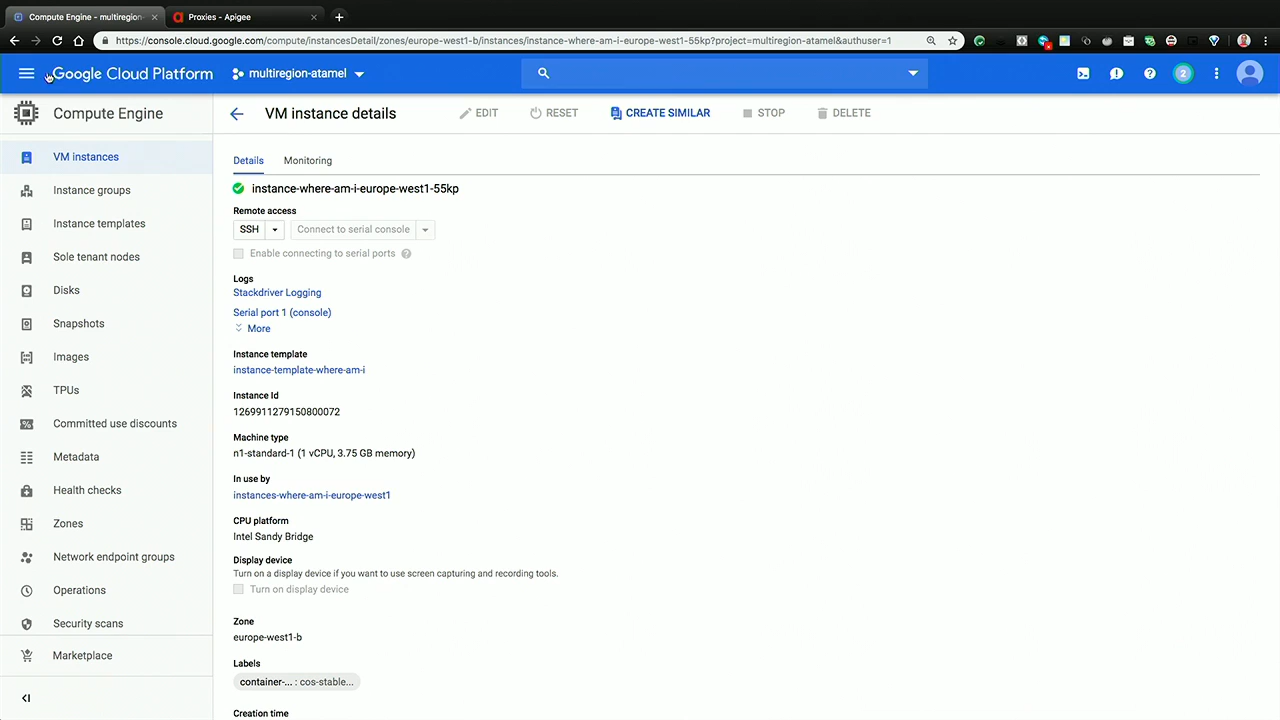 Compute Engine - multiregion-
Proxies - Apigee
https://console.cloud.google.com/compute/instancesDetail/zones/europe-west1-b/instances/instance-where-am-i-europe-west1-55kp?project=multiregion-atamel&authuser=1
Google Cloud Platform
multiregion-atamel
2
Compute Engine
VM instance details
EDIT
RESET
CREATE SIMILAR
STOP
DELETE
VM instances
Instance groups
Instance templates
Sole tenant nodes
Disks
Snapshots
Images
TPUs
Committed use discounts
Metadata
Health checks
Zones
Network endpoint groups
Operations
Security scans
Marketplace
Details
Monitoring
instance-where-am-i-europe-west1-55kp
Remote access
SSH
Connect to serial console
Enable connecting to serial ports
Logs
Stackdriver Logging
Serial port 1 (console)
More
Instance template
instance-template-where-am-i
Instance Id
1269911279150800072
Machine type
n1-standard-1 (1 vCPU, 3.75 GB memory)
In use by
instances-where-am-i-europe-west1
CPU platform
Intel Sandy Bridge
Display device
Turn on a display device if you want to use screen capturing and recording tools.
Turn on display device
Zone
europe-west1-b
Labels
container-... : cos-stable...
Creation time